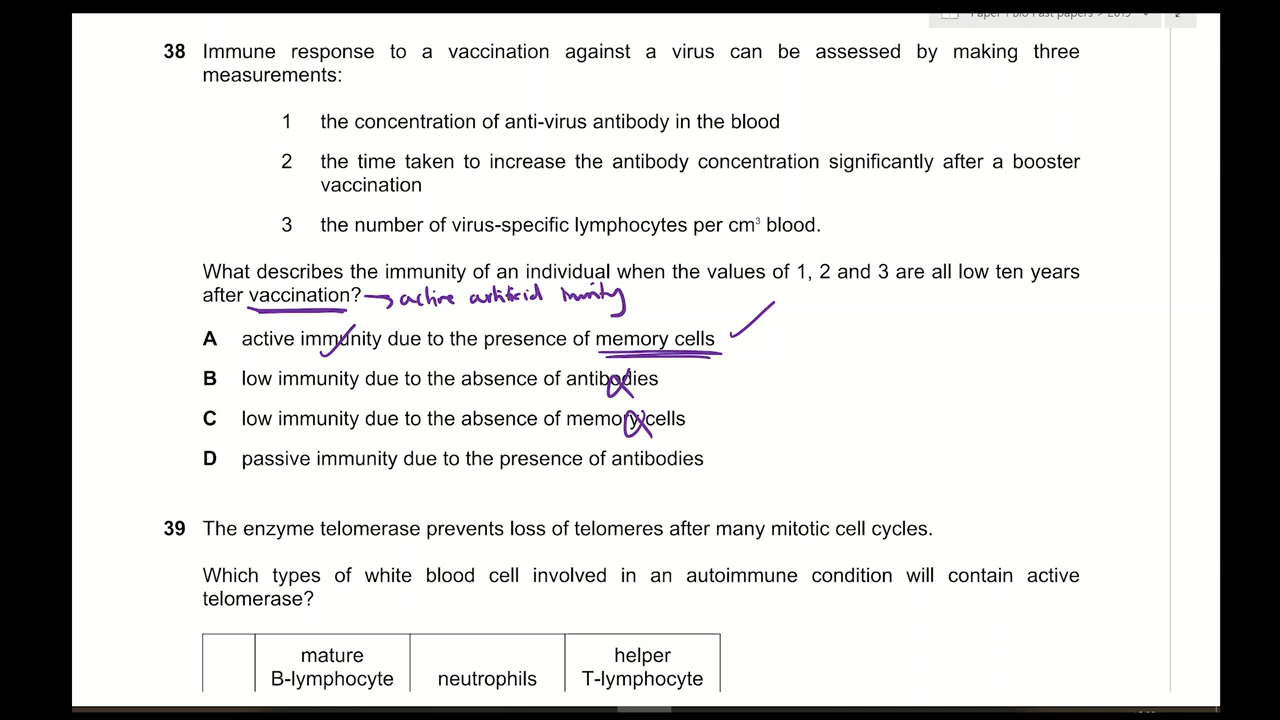 38 Immune response to a vaccination against a virus can be assessed by making three
measurements:
1 the concentration of anti-virus antibody in the blood
2 the time taken to increase the antibody concentration significantly after a booster
vaccination
3 the number of virus-specific lymphocytes per cm³ blood.
What describes the immunity of an individual when the values of 1, 2 and 3 are all low ten years
after vaccination? → active artificial
A active immunity due to the presence of memory cells
B low immunity due to the absence of antibodies
C low immunity due to the absence of memory cells
D passive immunity due to the presence of antibodies
39 The enzyme telomerase prevents loss of telomeres after many mitotic cell cycles.
Which types of white blood cell involved in an autoimmune condition will contain active
telomerase?
mature neutrophils helper
B-lymphocyte T-lymphocyte